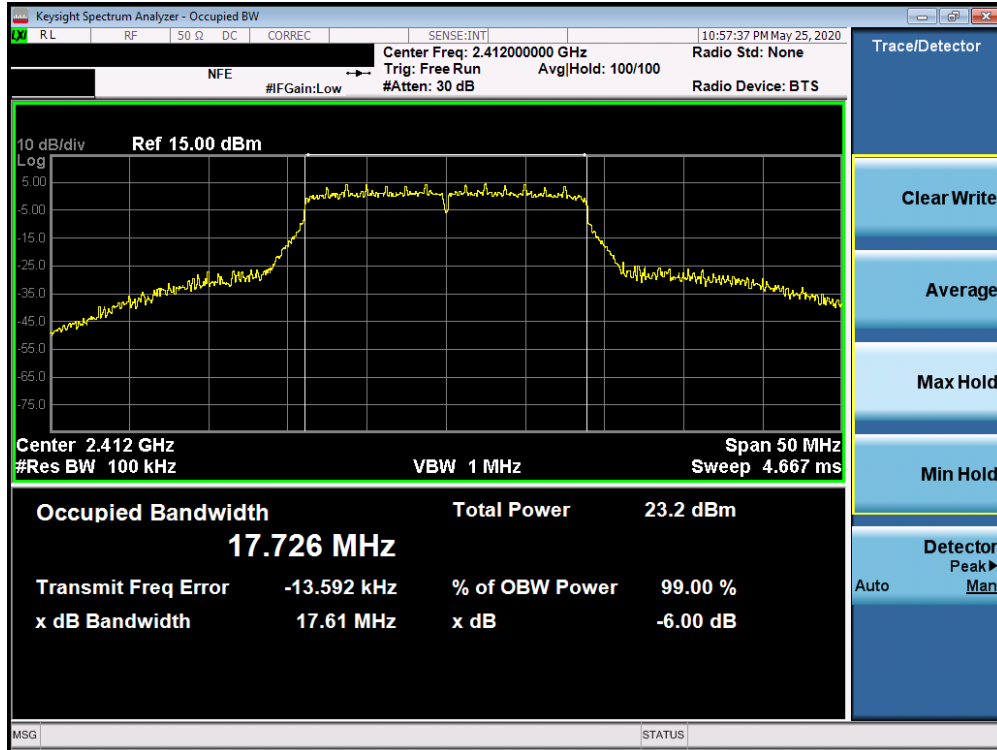 Keysight Spectrum Analyzer - Occupied BW
LXI RL RF 50 Ω DC CORREC SENSE:INT 10:57:37 PM May 25, 2020
Center Freq: 2.412000000 GHz Radio Std: None
NFE Trig: Free Run Avg|Hold: 100/100
#IFGain:Low #Atten: 30 dB Radio Device: BTS
Trace/Detector
10 dB/div Ref 15.00 dBm
Log
5.00
-5.00
-15.0
-25.0
-35.0
-45.0
-55.0
-65.0
-75.0
Center 2.412 GHz Span 50 MHz
#Res BW 100 kHz VBW 1 MHz Sweep 4.667 ms
Occupied Bandwidth Total Power 23.2 dBm
17.726 MHz
Transmit Freq Error -13.592 kHz % of OBW Power 99.00 %
x dB Bandwidth 17.61 MHz x dB -6.00 dB
Clear Write
Average
Max Hold
Min Hold
Detector
Peak▶
Auto Man
MSG STATUS